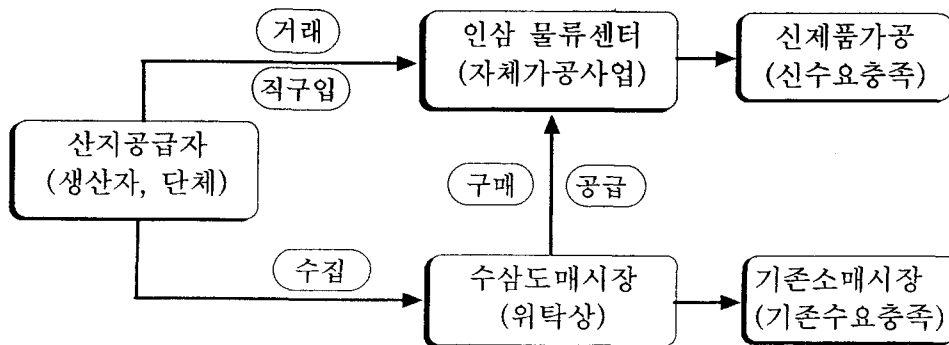 거래
직구입
인삼 물류센터
(자체가공사업)
신제품가공
(신수요충족)
산지공급자
(생산자, 단체)
구매
공급
수집
수삼도매시장
(위탁상)
기존소매시장
(기존수요충족)